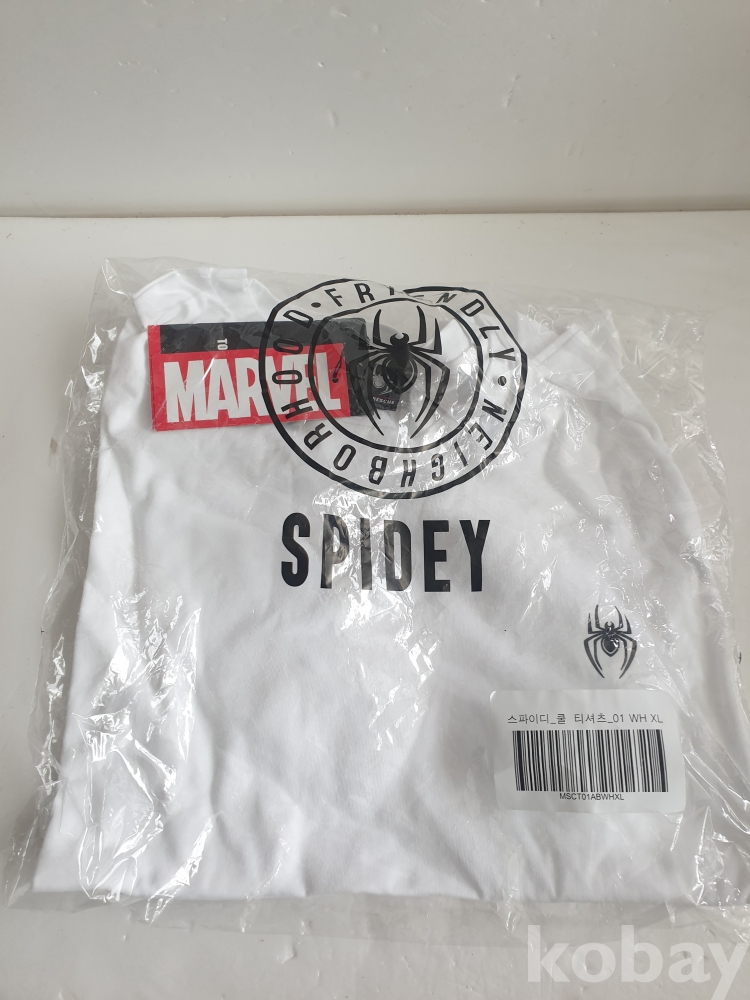 FRIENDLY • NEIGHBORHOOD •
TO
MARVEL
SPIDEY
스파이디_쿨 티셔츠_01 WH XL
MSCT01ABWHXL
kobay